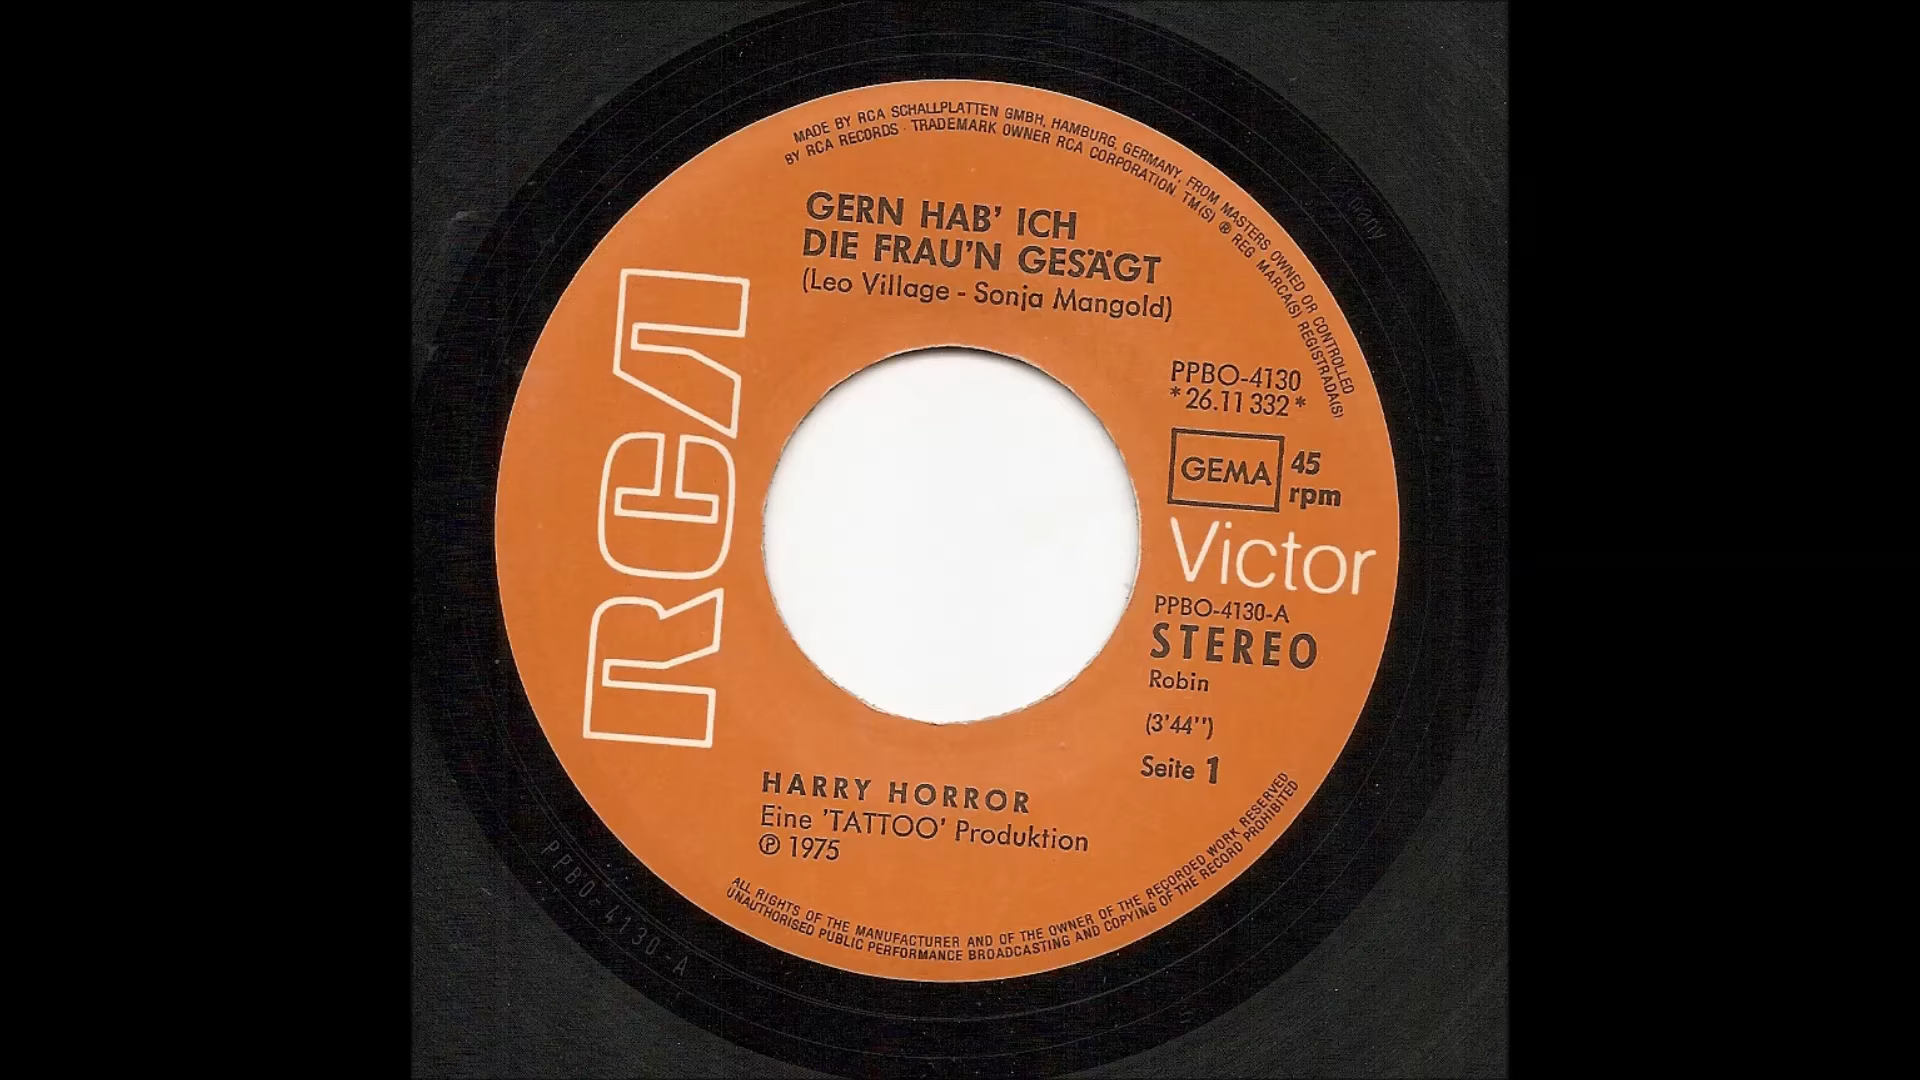 MADE BY RCA SCHALLPLATTEN GMBH, HAMBURG, GERMANY, FROM MASTERS OWNED OR CONTROLLED
BY RCA RECORDS · TRADEMARK OWNER RCA CORPORATION. TM(S) ® REG MARCA(S) REGISTRADA(S)
GERN HAB' ICH
DIE FRAU'N GESÄGT
(Leo Village - Sonja Mangold)
RCA
PPBO-4130
*26.11 332*
GEMA
45
rpm
Victor
PPBO-4130-A
STEREO
Robin
(3'44'')
Seite 1
HARRY HORROR
Eine 'TATTOO' Produktion
℗ 1975
ALL RIGHTS OF THE MANUFACTURER AND OF THE OWNER OF THE RECORDED WORK RESERVED
UNAUTHORISED PUBLIC PERFORMANCE BROADCASTING AND COPYING OF THE RECORD PROHIBITED
PPBO-4130-A